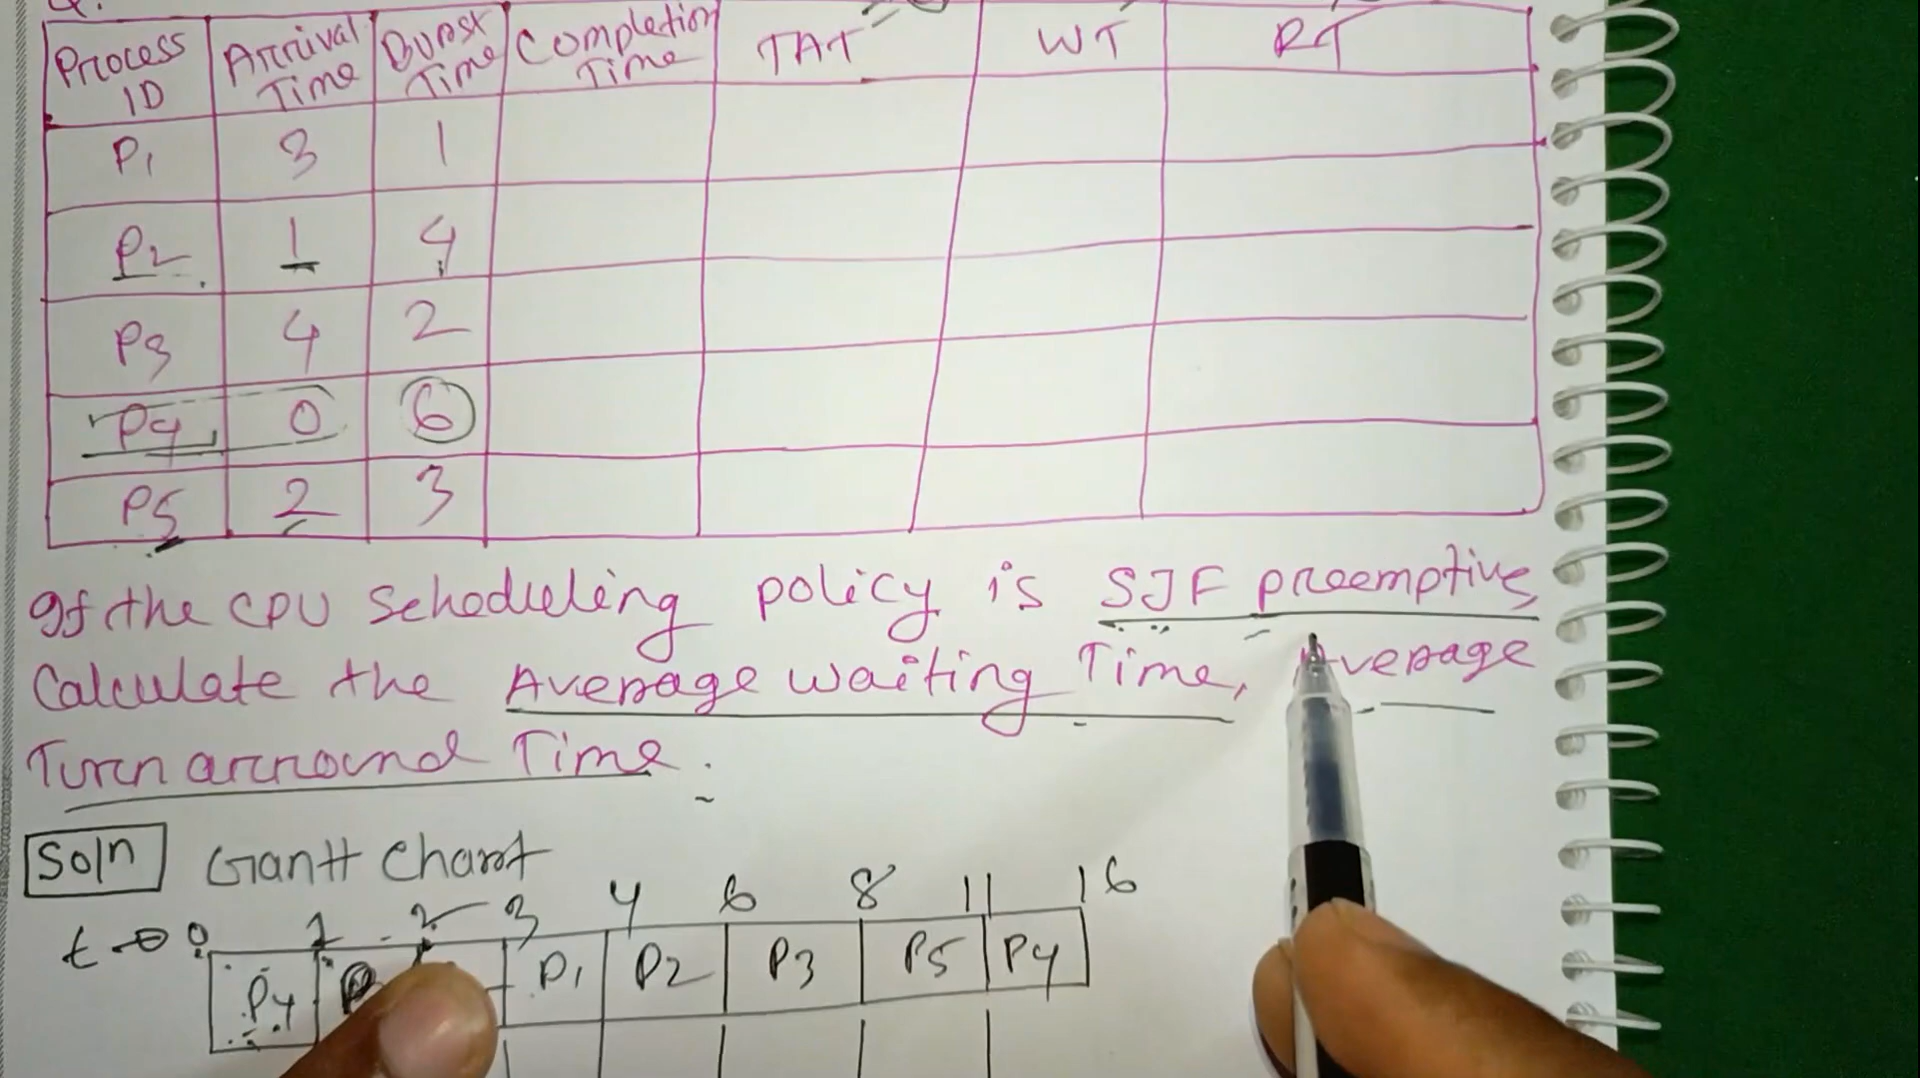 Process ID Arrival Time Burst Time Completion Time TAT WT RT
P1 3 1
P2 1 4
P3 4 2
P4 0 6
P5 2 3
If the CPU Scheduling policy is SJF preemptive
Calculate the Average waiting Time, Average
Turn arround Time.
Soln Gantt Chart
t→ 0 1 2 3 4 6 8 11 16
P4 P1 P2 P3 P5 P4